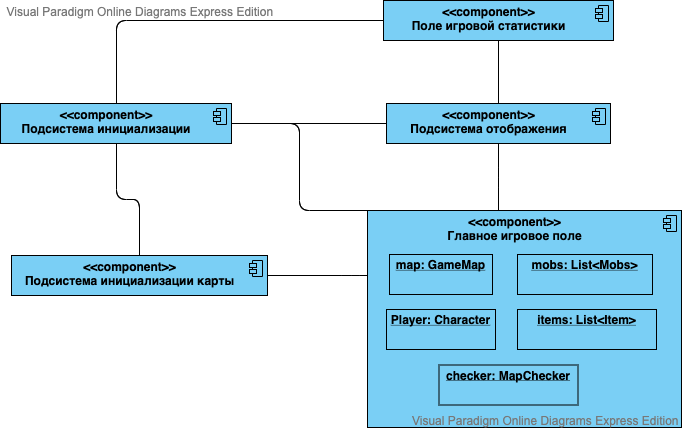 Visual Paradigm Online Diagrams Express Edition
<<component>>
Поле игровой статистики
<<component>>
Подсистема инициализации
<<component>>
Подсистема отображения
<<component>>
Главное игровое поле
<<component>>
Подсистема инициализации карты
map: GameMap
mobs: List<Mobs>
Player: Character
items: List<Item>
checker: MapChecker
Visual Paradigm Online Diagrams Express Edition